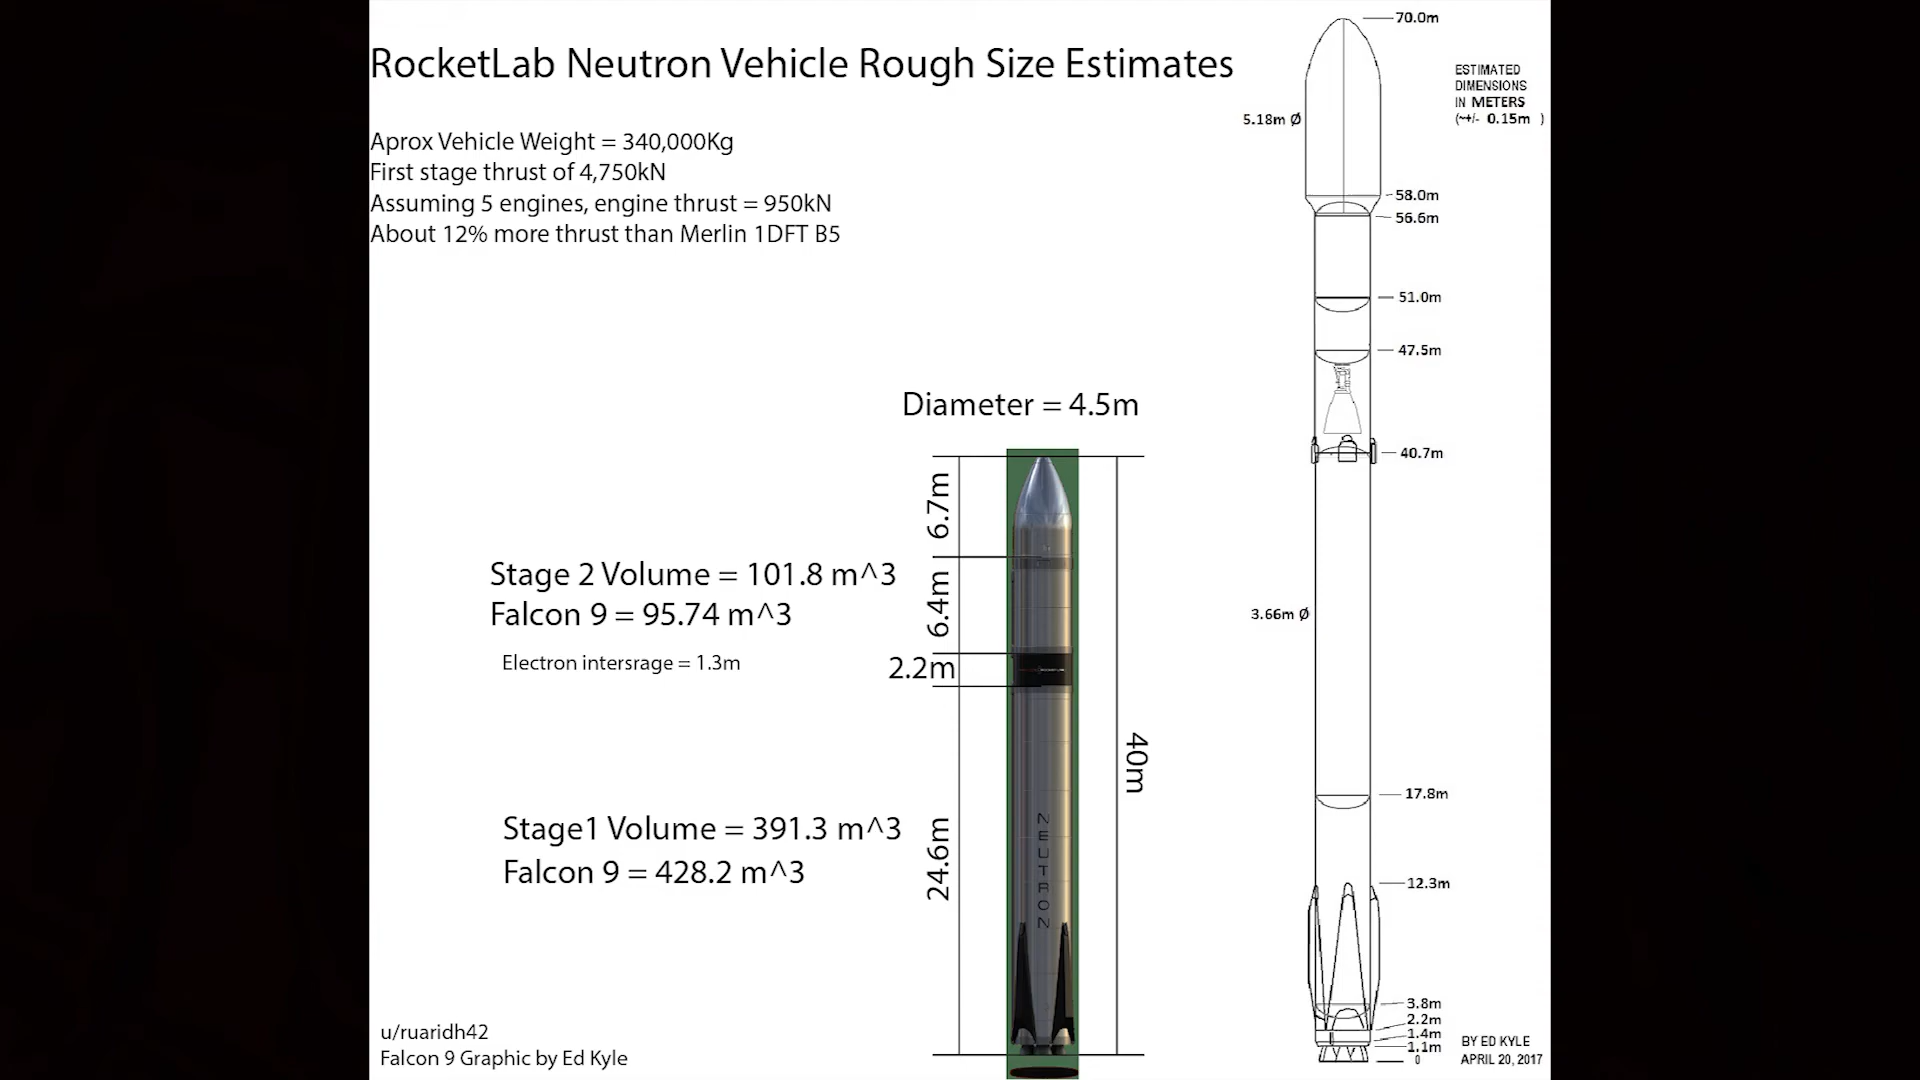 RocketLab Neutron Vehicle Rough Size Estimates
Aprox Vehicle Weight = 340,000Kg
First stage thrust of 4,750kN
Assuming 5 engines, engine thrust = 950kN
About 12% more thrust than Merlin 1DFT B5
Diameter = 4.5m
6.7m
Stage 2 Volume = 101.8 m^3
Falcon 9 = 95.74 m^3
6.4m
Electron intersrage = 1.3m
2.2m
40m
Stage1 Volume = 391.3 m^3
Falcon 9 = 428.2 m^3
24.6m
NEUTRON
u/ruaridh42
Falcon 9 Graphic by Ed Kyle
70.0m
ESTIMATED
DIMENSIONS
IN METERS
(~+/- 0.15m )
5.18m Ø
58.0m
56.6m
51.0m
47.5m
40.7m
3.66m Ø
17.8m
12.3m
3.8m
2.2m
1.4m
1.1m
0
BY ED KYLE
APRIL 20, 2017